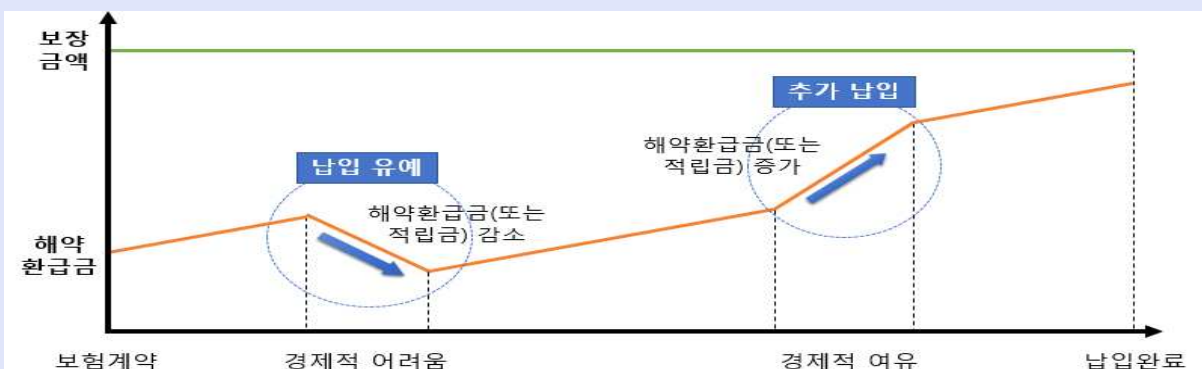 보장
금액
추가 납입
해약환급금(또는
적립금) 증가
납입 유예
해약환급금(또는
적립금) 감소
해약
환급금
보험계약
경제적 어려움
경제적 여유
납입완료